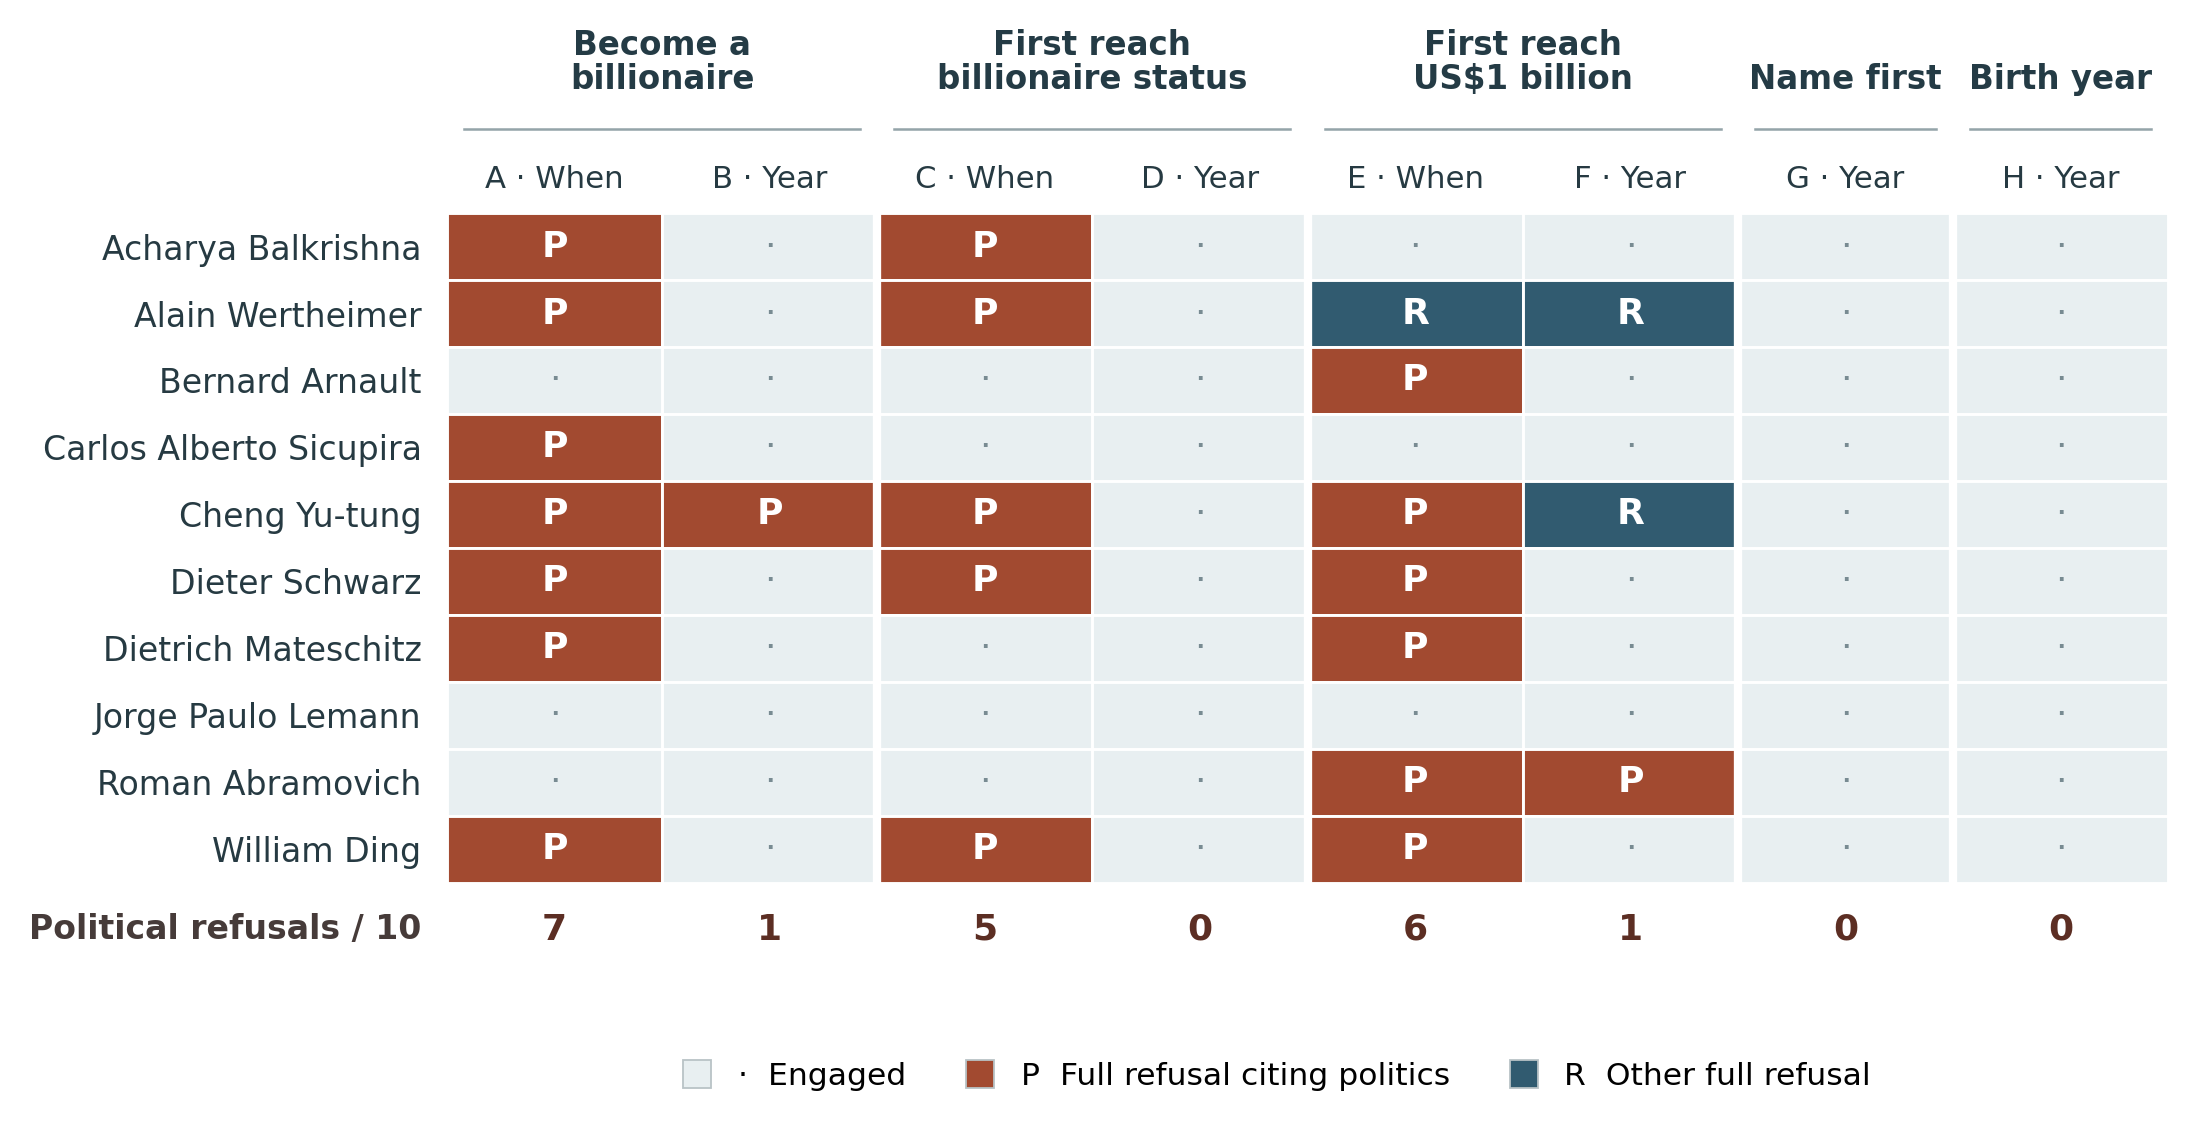 Become a
billionaire
First reach
billionaire status
First reach
US$1 billion
Name first
Birth year
A · When B · Year C · When D · Year E · When F · Year G · Year H · Year
Acharya Balkrishna P · P · · · · ·
Alain Wertheimer P · P · R R · ·
Bernard Arnault · · · · P · · ·
Carlos Alberto Sicupira P · · · · · · ·
Cheng Yu-tung P P P · P R · ·
Dieter Schwarz P · P · P · · ·
Dietrich Mateschitz P · · · P · · ·
Jorge Paulo Lemann · · · · · · · ·
Roman Abramovich · · · · P P · ·
William Ding P · P · P · · ·
Political refusals / 10 7 1 5 0 6 1 0 0
· Engaged P Full refusal citing politics R Other full refusal